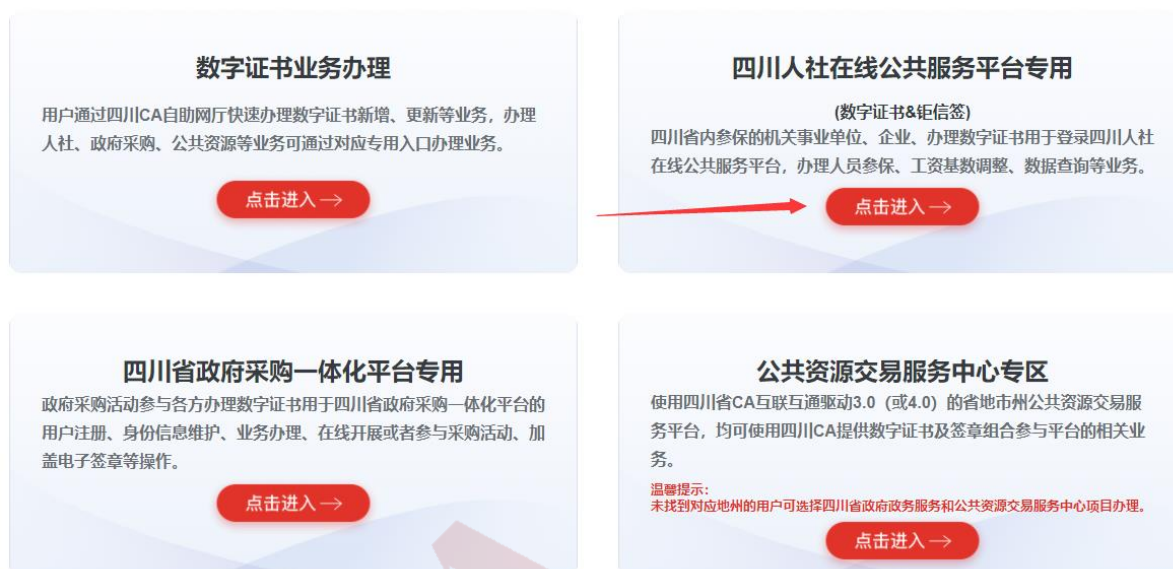 数字证书业务办理
用户通过四川CA自助网厅快速办理数字证书新增、更新等业务，办理
人社、政府采购、公共资源等业务可通过对应专用入口办理业务。
点击进入→
四川人社在线公共服务平台专用
(数字证书&钜信签)
四川省内参保的机关事业单位、企业、办理数字证书用于登录四川人社
在线公共服务平台，办理人员参保、工资基数调整、数据查询等业务。
点击进入→
四川省政府采购一体化平台专用
政府采购活动参与各方办理数字证书用于四川省政府采购一体化平台的
用户注册、身份信息维护、业务办理、在线开展或者参与采购活动、加
盖电子签章等操作。
点击进入→
公共资源交易服务中心专区
使用四川省CA互联互通驱动3.0（或4.0）的省地市州公共资源交易服
务平台，均可使用四川CA提供数字证书及签章组合参与平台的相关业
务。
温馨提示：
未找到对应地州的用户可选择四川省政府政务服务和公共资源交易服务中心项目办理。
点击进入→